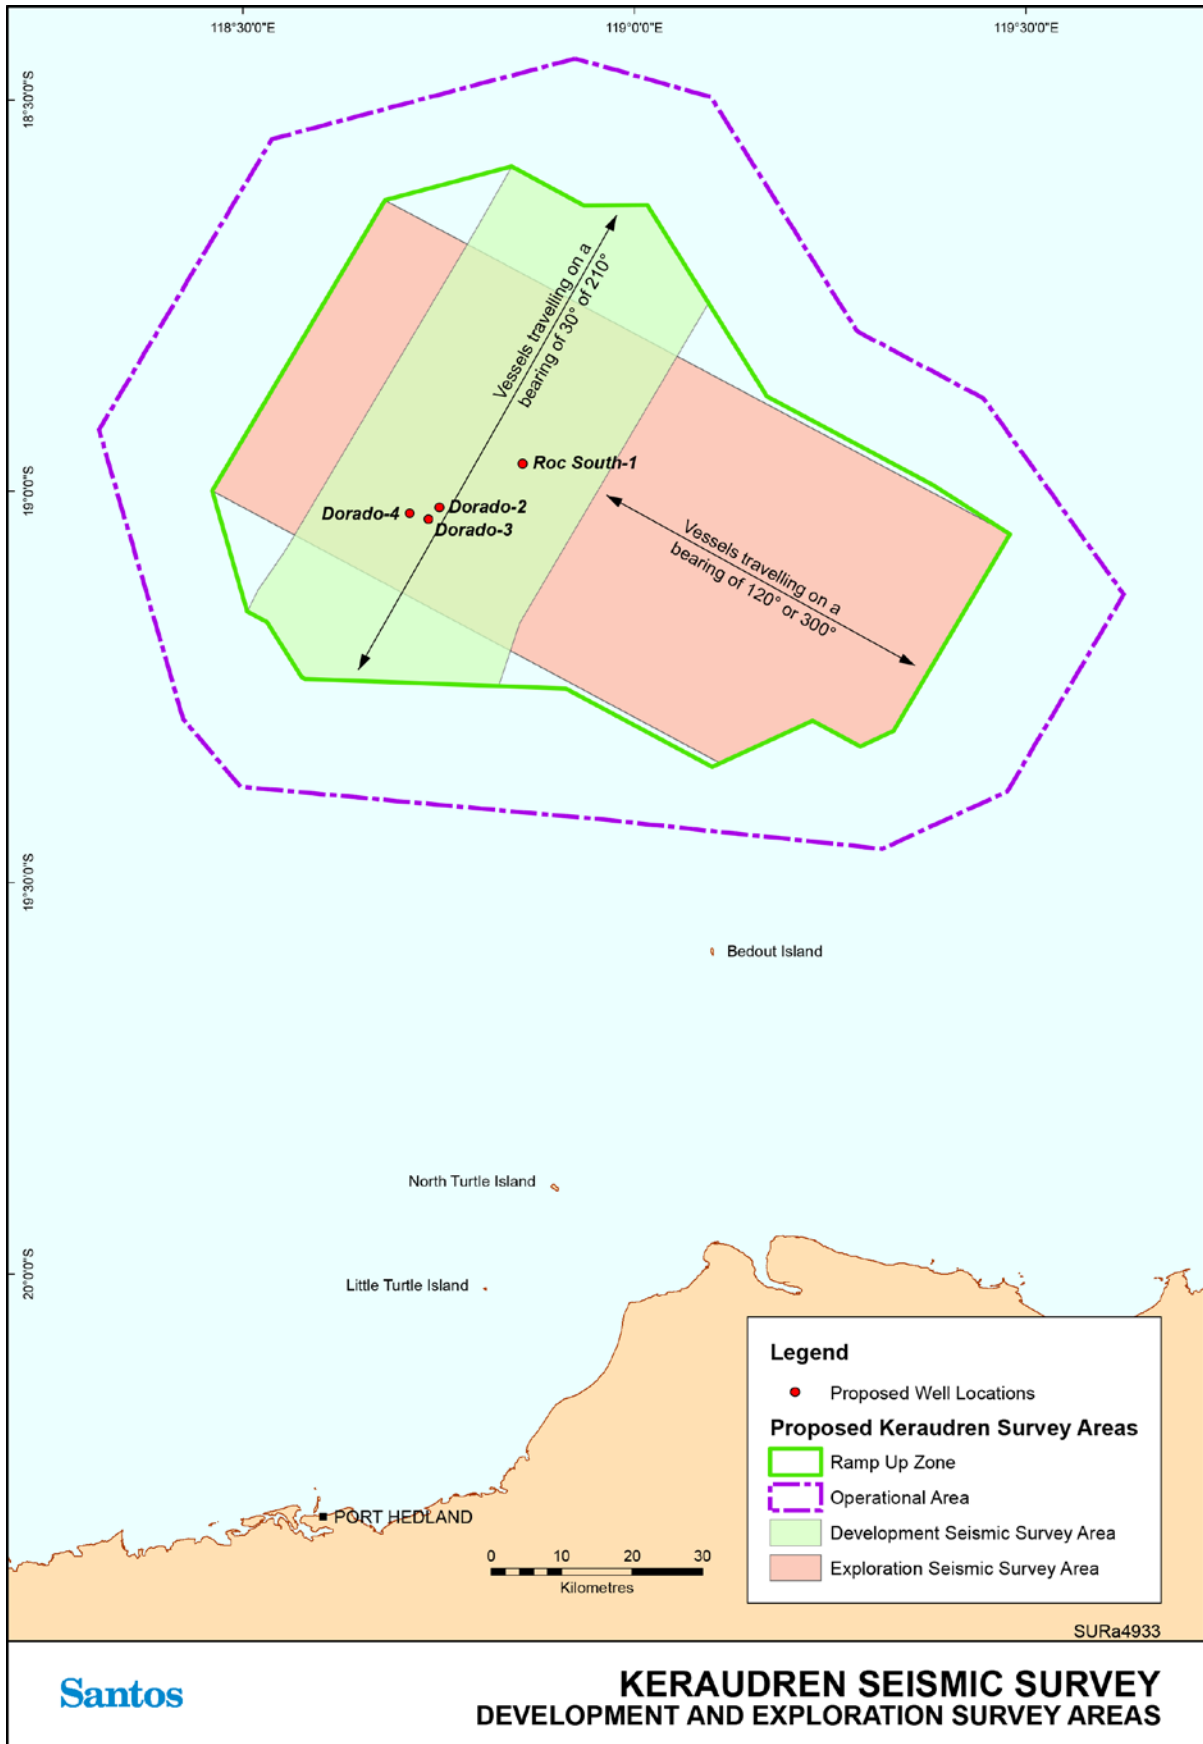 118°30'0"E
119°0'0"E
119°30'0"E
18°30'0"S
19°0'0"S
19°30'0"S
20°0'0"S
Vessels travelling on a
bearing of 30° of 210°
Roc South-1
Dorado-2
Dorado-4
Dorado-3
Vessels travelling on a
bearing of 120° or 300°
Bedout Island
North Turtle Island
Little Turtle Island
PORT HEDLAND
0 10 20 30
Kilometres
Legend
Proposed Well Locations
Proposed Keraudren Survey Areas
Ramp Up Zone
Operational Area
Development Seismic Survey Area
Exploration Seismic Survey Area
SURa4933
Santos
KERAUDREN SEISMIC SURVEY
DEVELOPMENT AND EXPLORATION SURVEY AREAS